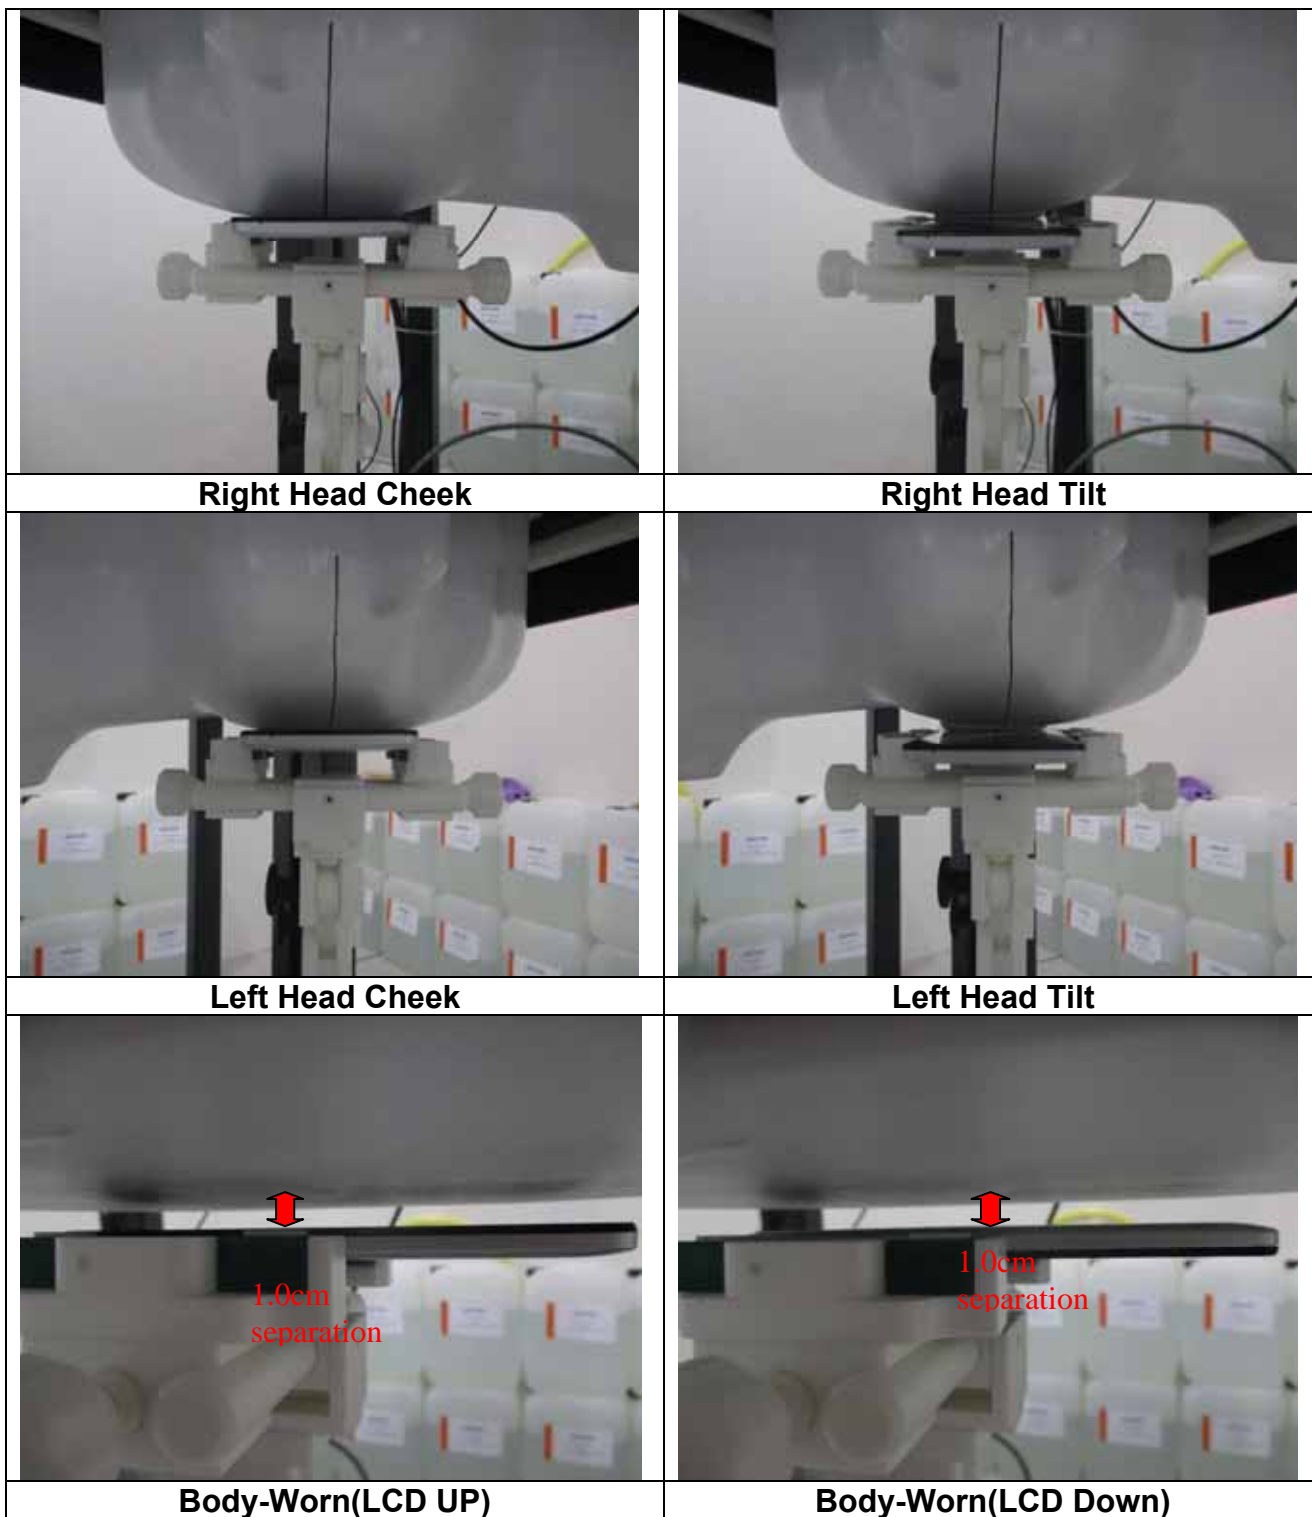 Right Head Cheek
Right Head Tilt
Left Head Cheek
Left Head Tilt
1.0cm
separation
1.0cm
separation
Body-Worn(LCD UP)
Body-Worn(LCD Down)